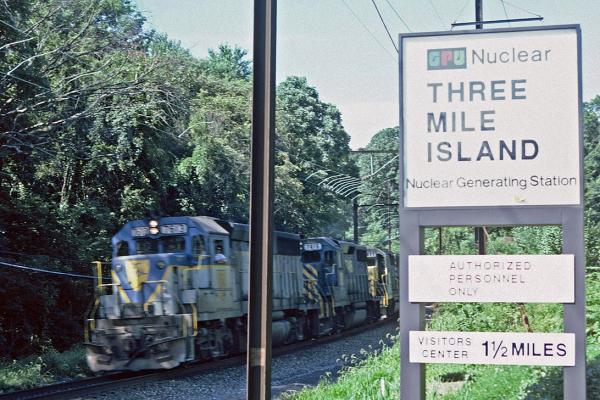 GPU Nuclear
THREE
MILE
ISLAND
Nuclear Generating Station
AUTHORIZED
PERSONNEL
ONLY
VISITORS
CENTER 1½ MILES